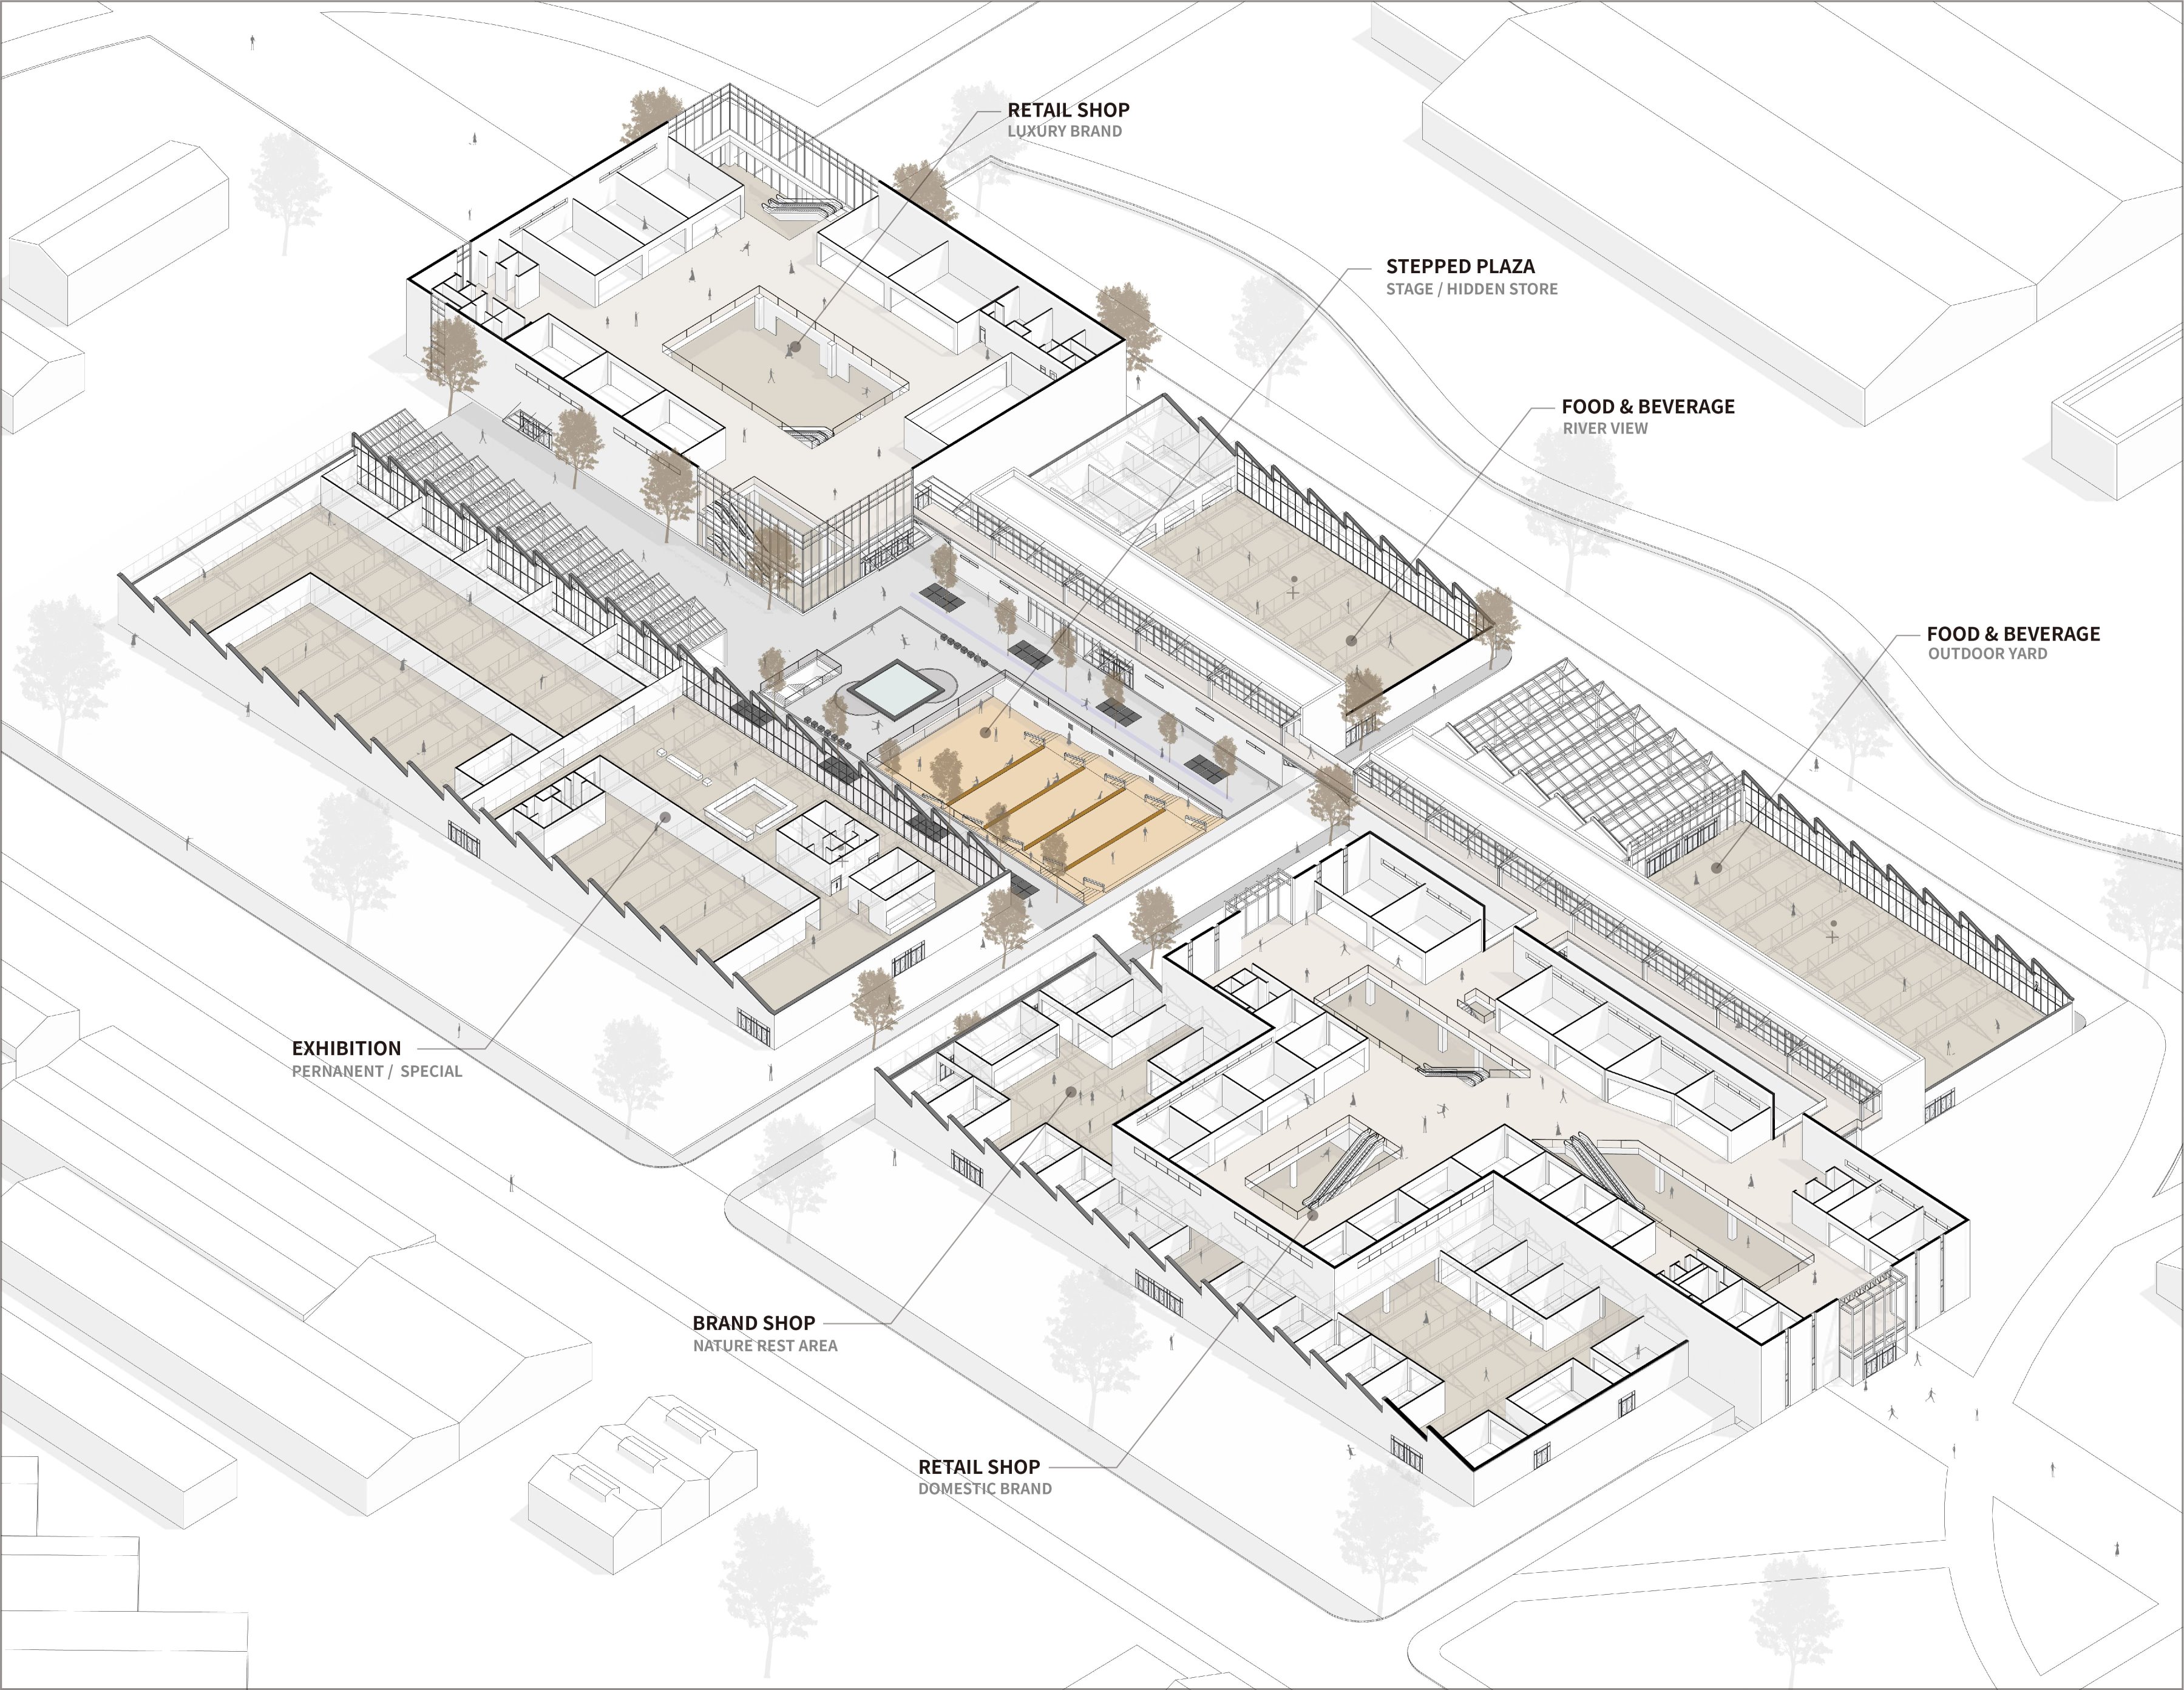 RETAIL SHOP
LUXURY BRAND
STEPPED PLAZA
STAGE / HIDDEN STORE
FOOD & BEVERAGE
RIVER VIEW
FOOD & BEVERAGE
OUTDOOR YARD
EXHIBITION
PERNANENT / SPECIAL
BRAND SHOP
NATURE REST AREA
RETAIL SHOP
DOMESTIC BRAND